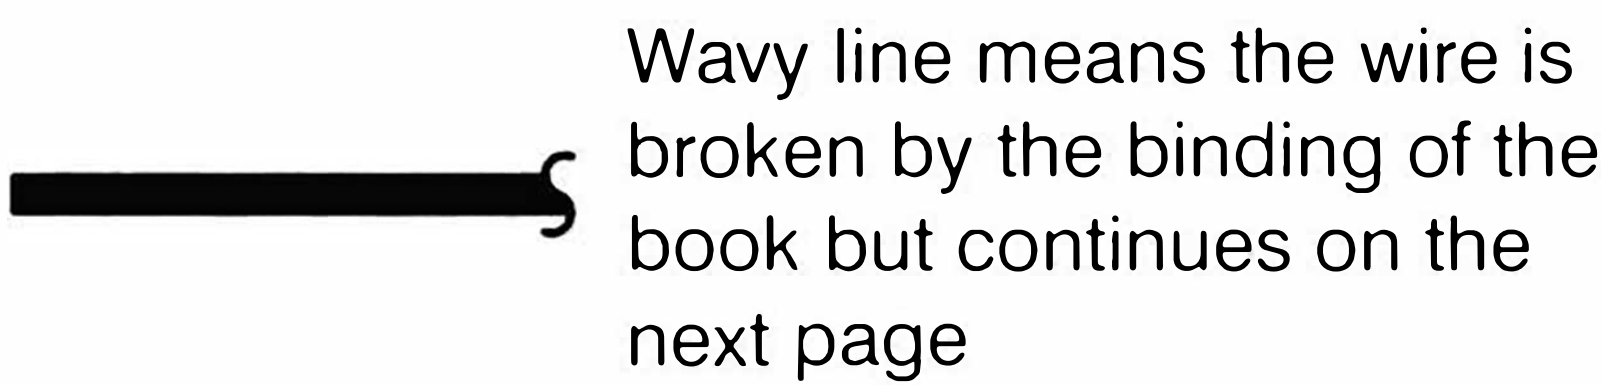 Wavy line means the wire is
broken by the binding of the
book but continues on the
next page